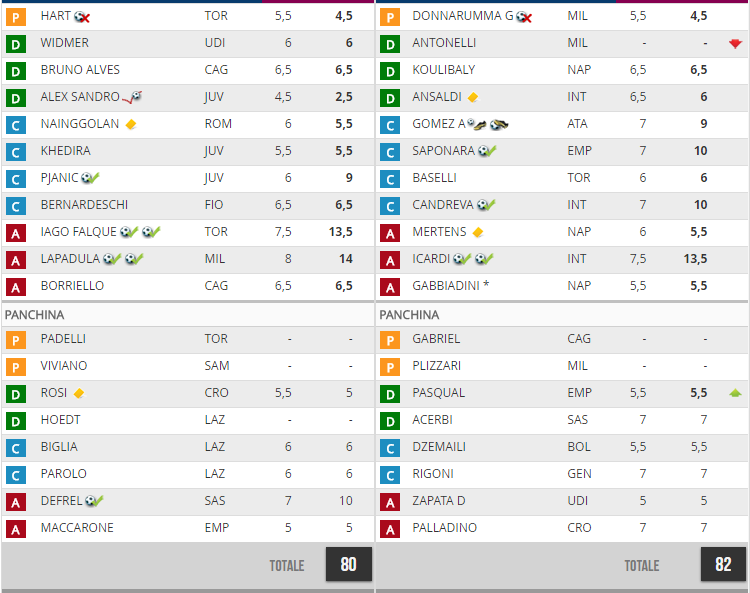 P HART TOR 5,5 4,5
D WIDMER UDI 6 6
D BRUNO ALVES CAG 6,5 6,5
D ALEX SANDRO JUV 4,5 2,5
C NAINGGOLAN ROM 6 5,5
C KHEDIRA JUV 5,5 5,5
C PJANIC JUV 6 9
C BERNARDESCHI FIO 6,5 6,5
A IAGO FALQUE TOR 7,5 13,5
A LAPADULA MIL 8 14
A BORRIELLO CAG 6,5 6,5
PANCHINA
P PADELLI TOR - -
P VIVIANO SAM - -
D ROSI CRO 5,5 5
D HOEDT LAZ - -
C BIGLIA LAZ 6 6
C PAROLO LAZ 6 6
A DEFREL SAS 7 10
A MACCARONE EMP 5 5
TOTALE 80
P DONNARUMMA G MIL 5,5 4,5
D ANTONELLI MIL - -
D KOULIBALY NAP 6,5 6,5
D ANSALDI INT 6,5 6
C GOMEZ A ATA 7 9
C SAPONARA EMP 7 10
C BASELLI TOR 6 6
C CANDREVA INT 7 10
A MERTENS NAP 6 5,5
A ICARDI INT 7,5 13,5
A GABBIADINI * NAP 5,5 5,5
PANCHINA
P GABRIEL CAG - -
P PLIZZARI MIL - -
D PASQUAL EMP 5,5 5,5
D ACERBI SAS 7 7
C DZEMAILI BOL 5,5 5,5
C RIGONI GEN 7 7
A ZAPATA D UDI 5 5
A PALLADINO CRO 7 7
TOTALE 82